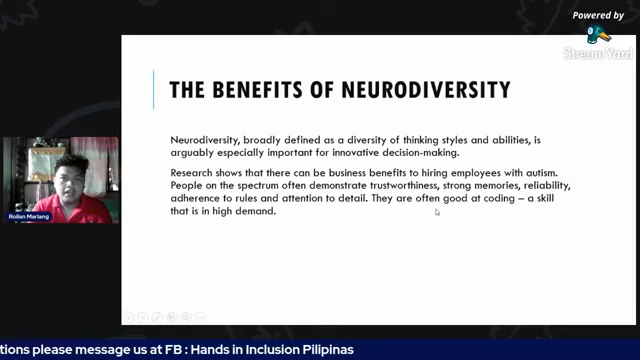 Powered by
StreamYard
THE BENEFITS OF NEURODIVERSITY
Neurodiversity, broadly defined as a diversity of thinking styles and abilities, is
arguably especially important for innovative decision-making.
Research shows that there can be business benefits to hiring employees with autism.
People on the spectrum often demonstrate trustworthiness, strong memories, reliability,
adherence to rules and attention to detail. They are often good at coding – a skill
that is in high demand.
Rolian Marlang
tions please message us at FB : Hands in Inclusion Pilipinas